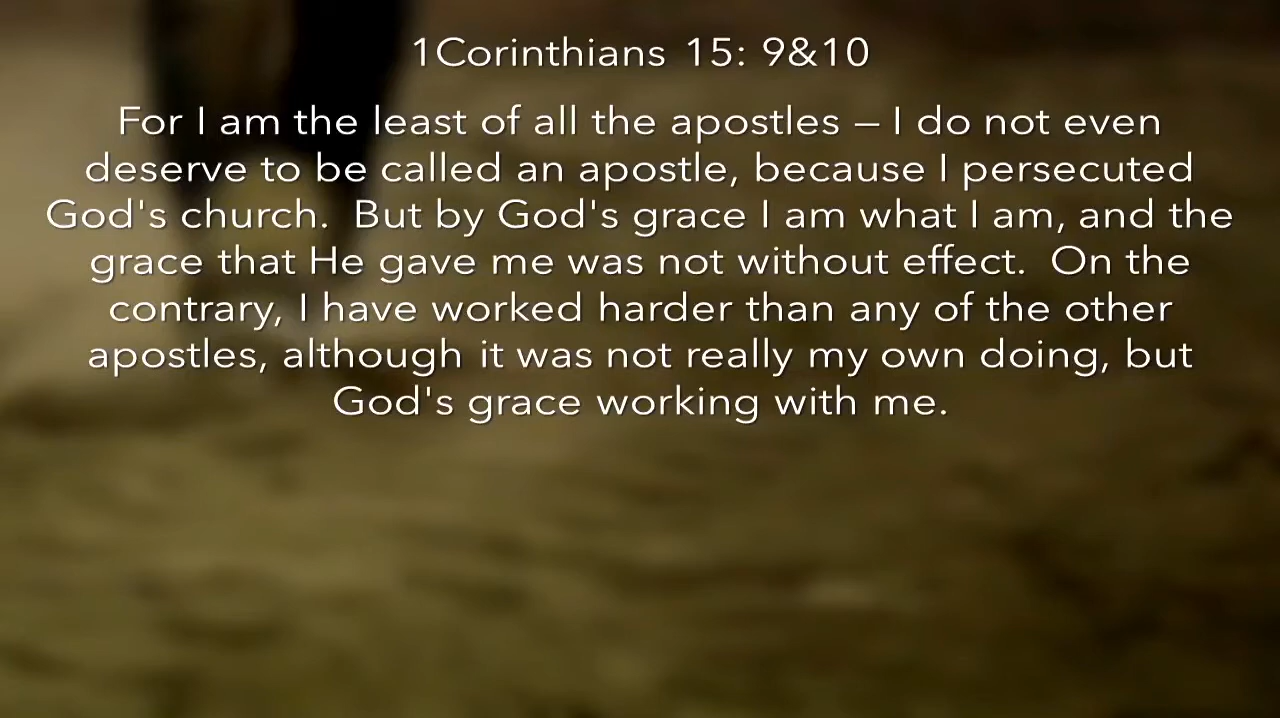 1Corinthians 15: 9&10
For I am the least of all the apostles – I do not even
deserve to be called an apostle, because I persecuted
God's church.  But by God's grace I am what I am, and the
grace that He gave me was not without effect.  On the
contrary, I have worked harder than any of the other
apostles, although it was not really my own doing, but
God's grace working with me.